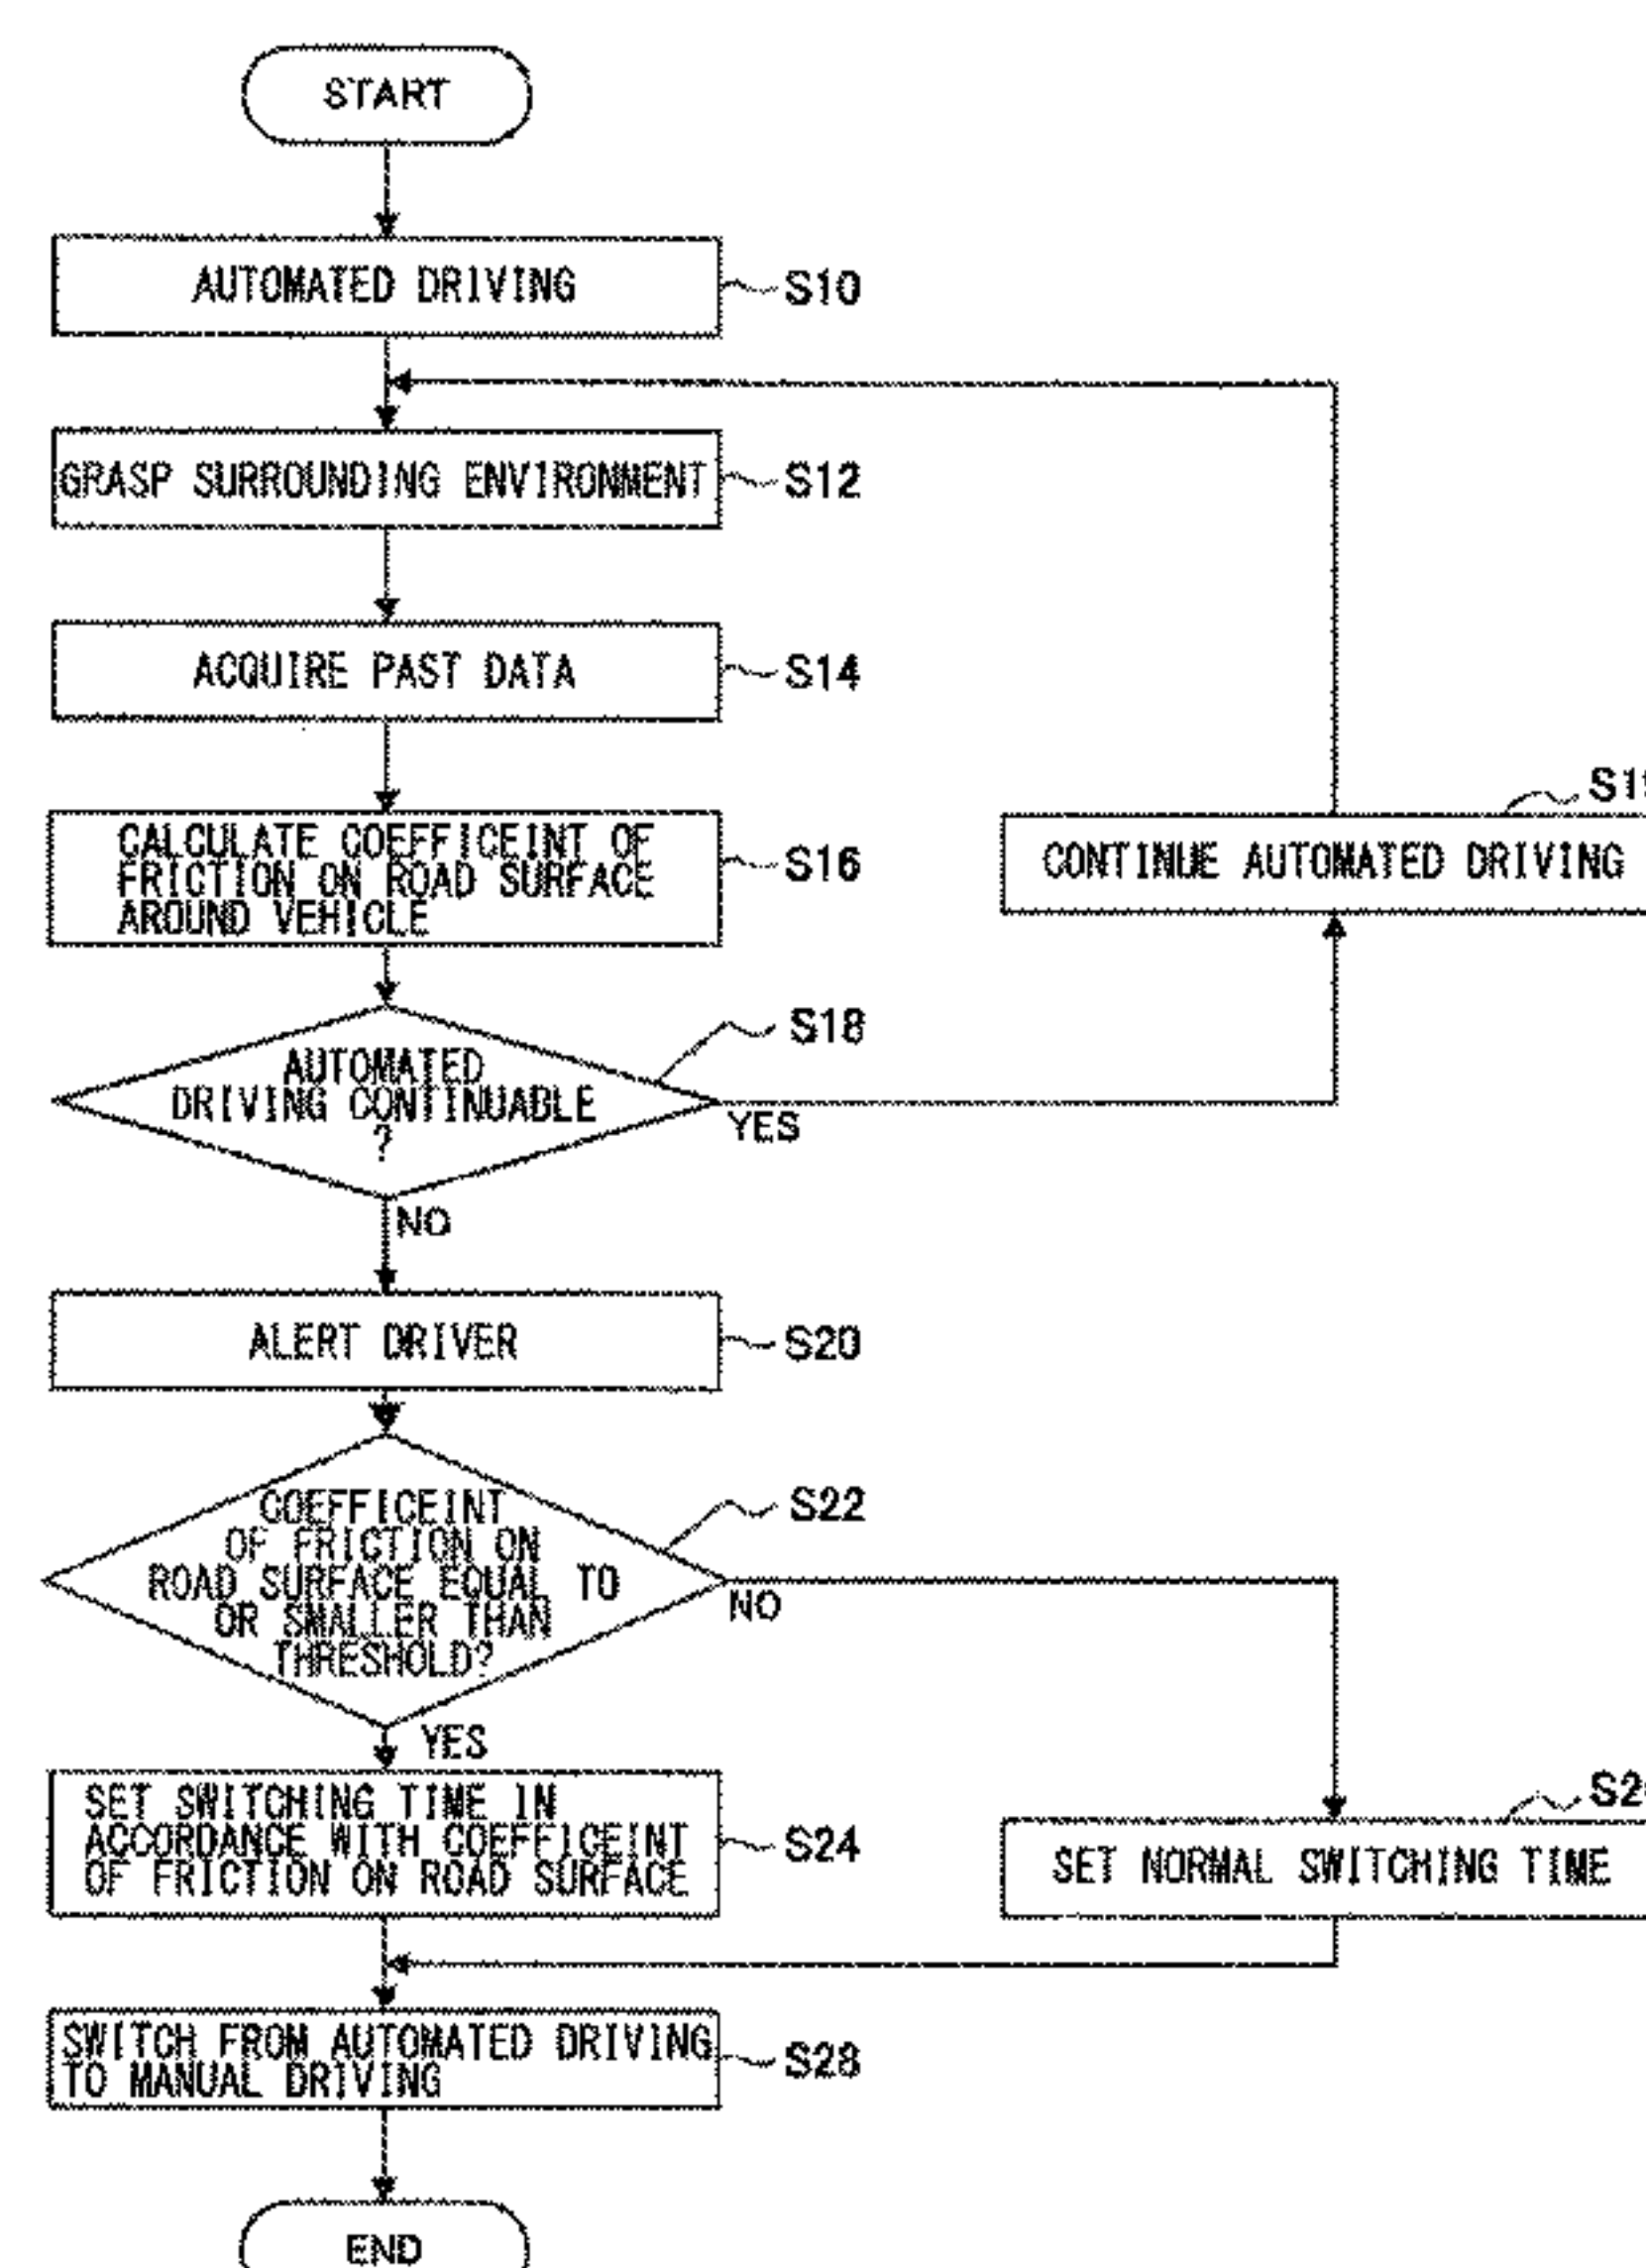 START
AUTOMATED DRIVING
S10
GRASP SURROUNDING ENVIRONMENT
S12
ACQUIRE PAST DATA
S14
CALCULATE COEFFICEINT OF
FRICTION ON ROAD SURFACE
AROUND VEHICLE
S16
S19
CONTINUE AUTOMATED DRIVING
S18
AUTOMATED
DRIVING CONTINUABLE
?
YES
NO
ALERT DRIVER
S20
S22
COEFFICEINT
OF FRICTION ON
ROAD SURFACE EQUAL TO
OR SMALLER THAN
THRESHOLD?
NO
YES
SET SWITCHING TIME IN
ACCORDANCE WITH COEFFICEINT
OF FRICTION ON ROAD SURFACE
S24
SET NORMAL SWITCHING TIME
SWITCH FROM AUTOMATED DRIVING
TO MANUAL DRIVING
S28
END